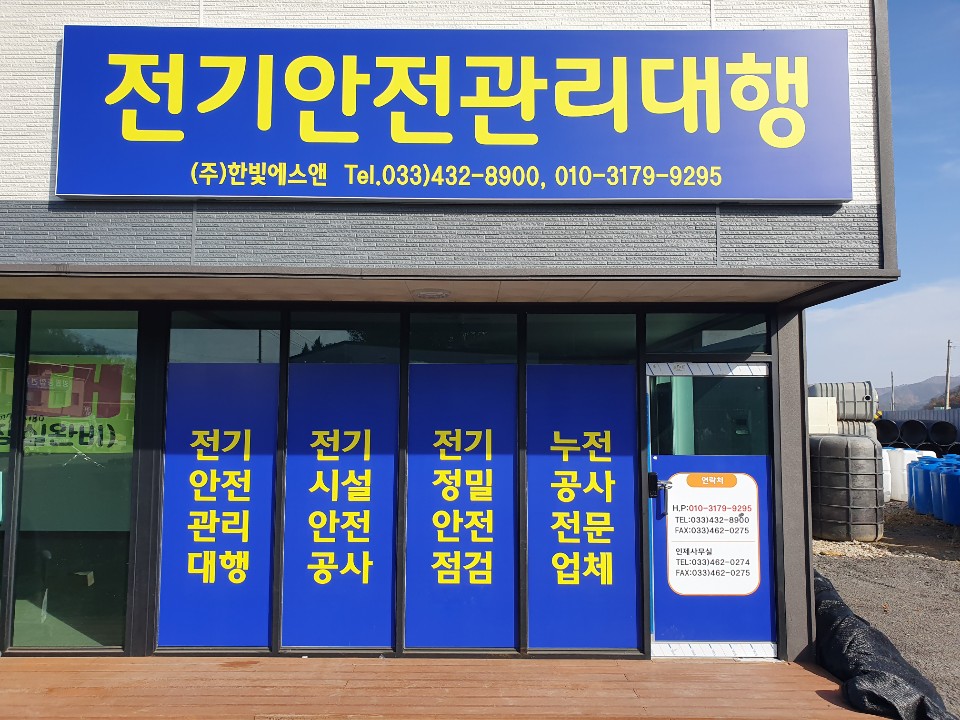 전기안전관리대행
(주)한빛에스앤 Tel.033)432-8900, 010-3179-9295
전기
안전
관리
대행
전기
시설
안전
공사
전기
정밀
안전
점검
누전
공사
전문
업체
연락처
H.P:010-3179-9295
TEL:033)432-8900
FAX:033)462-0275
인제사무실
TEL:033)462-0274
FAX:033)462-0275